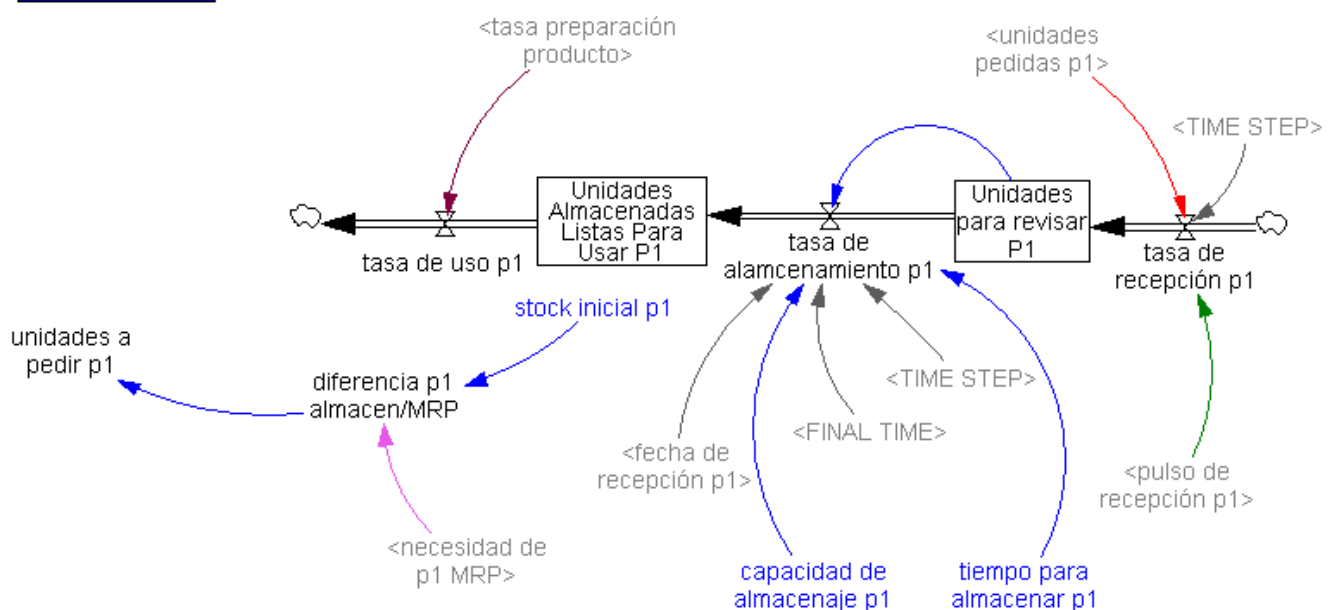 <tasa preparación
producto>
<unidades
pedidas p1>
<TIME STEP>
Unidades
Almacenadas
Listas Para
Usar P1
Unidades
para revisar
P1
tasa de uso p1
tasa de
alamcenamiento p1
tasa de
recepción p1
stock inicial p1
unidades a
pedir p1
diferencia p1
almacen/MRP
<TIME STEP>
<FINAL TIME>
<fecha de
recepción p1>
<pulso de
recepción p1>
<necesidad de
p1 MRP>
capacidad de
almacenaje p1
tiempo para
almacenar p1